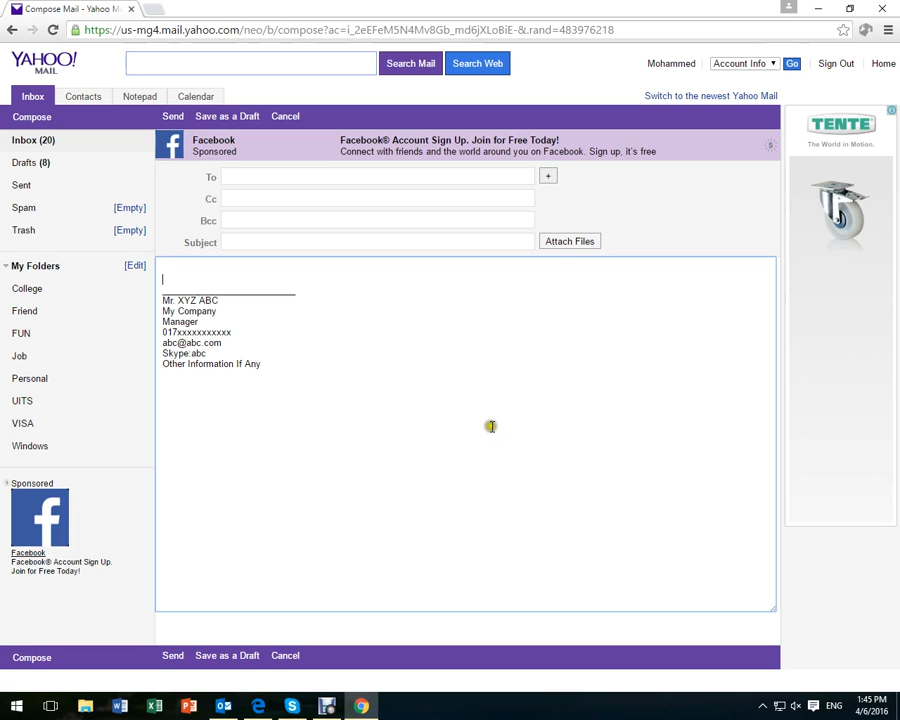 Compose Mail - Yahoo M
https://us-mg4.mail.yahoo.com/neo/b/compose?ac=i_2eEFeM5N4Mv8Gb_md6jXLoBiE-&.rand=483976218
YAHOO!
MAIL
Search Mail
Search Web
Mohammed
Account Info
Go
Sign Out
Home
Inbox
Contacts
Notepad
Calendar
Switch to the newest Yahoo Mail
Compose
Send
Save as a Draft
Cancel
Inbox (20)
Drafts (8)
Sent
Spam [Empty]
Trash [Empty]
My Folders [Edit]
College
Friend
FUN
Job
Personal
UITS
VISA
Windows
Sponsored
Facebook
Facebook® Account Sign Up.
Join for Free Today!
Facebook
Sponsored
Facebook® Account Sign Up. Join for Free Today!
Connect with friends and the world around you on Facebook. Sign up, it's free
To
+
Cc
Bcc
Subject
Attach Files
Mr. XYZ ABC
My Company
Manager
017xxxxxxxxxxx
abc@abc.com
Skype:abc
Other Information If Any
TENTE
The World in Motion.
Compose
Send
Save as a Draft
Cancel
ENG
1:45 PM
4/6/2016